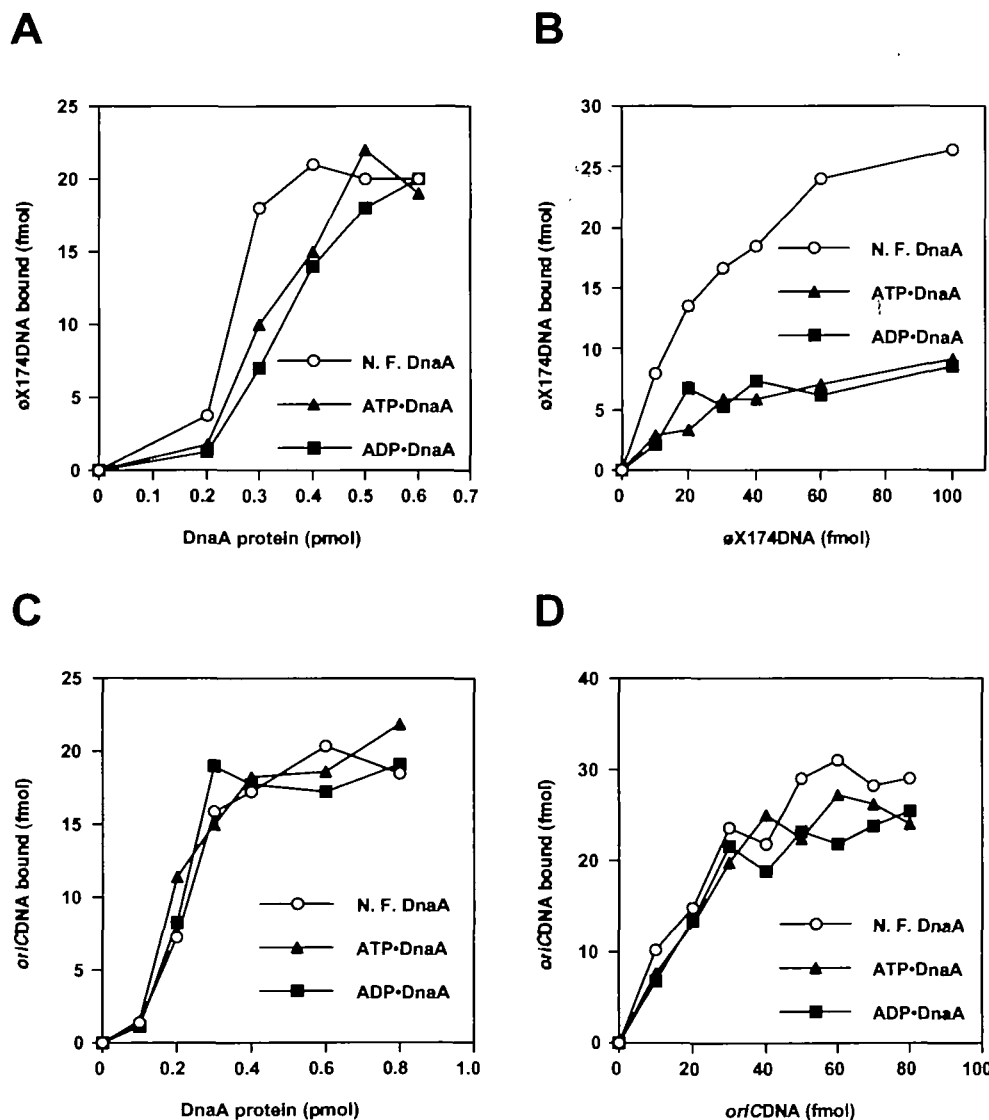 A
øX174DNA bound (fmol)
25
20
15
10
5
0
N. F. DnaA
ATP•DnaA
ADP•DnaA
0 0.1 0.2 0.3 0.4 0.5 0.6 0.7
DnaA protein (pmol)
B
øX174DNA bound (fmol)
30
25
20
15
10
5
0
N. F. DnaA
ATP•DnaA
ADP•DnaA
0 20 40 60 80 100
øX174DNA (fmol)
C
oriCDNA bound (fmol)
25
20
15
10
5
0
N. F. DnaA
ATP•DnaA
ADP•DnaA
0 0.2 0.4 0.6 0.8 1.0
DnaA protein (pmol)
D
oriCDNA bound (fmol)
40
30
20
10
0
N. F. DnaA
ATP•DnaA
ADP•DnaA
0 20 40 60 80 100
oriCDNA (fmol)